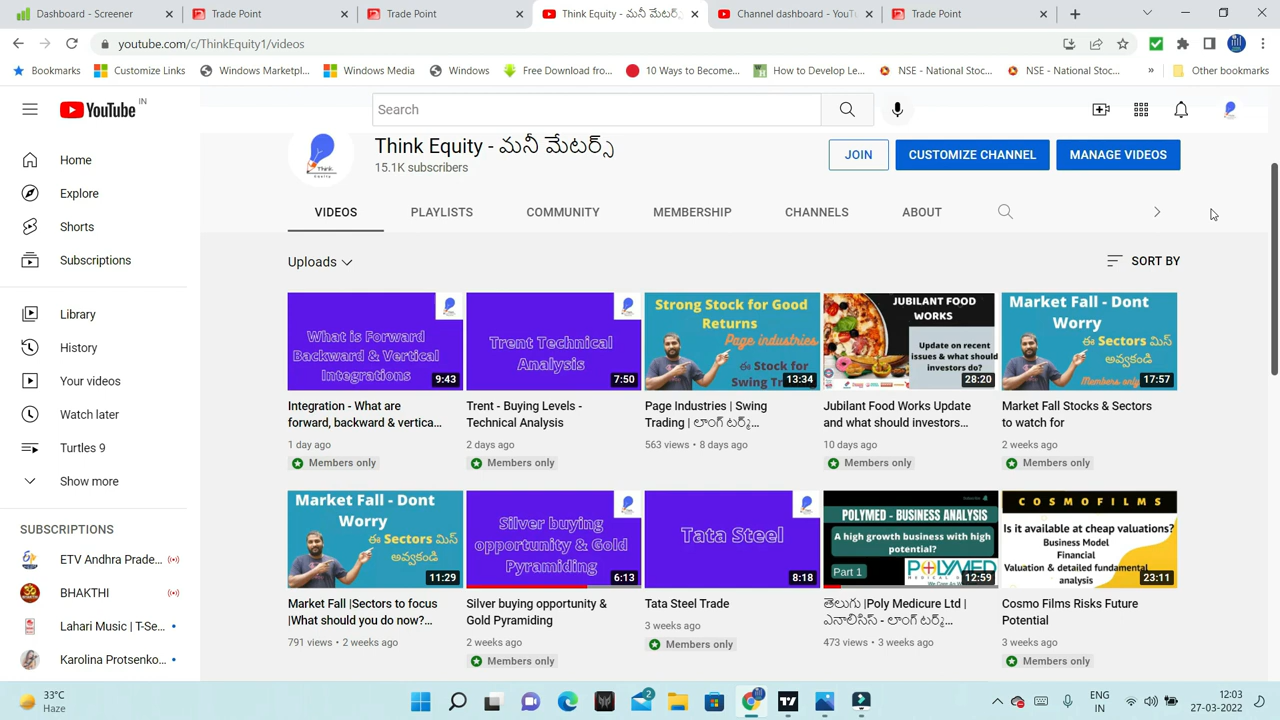 Dashboard - Screener
Trade Point
Trade Point
Think Equity - మనీ మేటర్స్
Channel dashboard - YouTu
Trade Point
youtube.com/c/ThinkEquity1/videos
Bookmarks
Customize Links
Windows Marketpl...
Windows Media
Windows
Free Download fro...
10 Ways to Become...
How to Develop Le...
NSE - National Stoc...
NSE - National Stoc...
»
Other bookmarks
YouTube IN
Search
Think Equity - మనీ మేటర్స్
15.1K subscribers
JOIN
CUSTOMIZE CHANNEL
MANAGE VIDEOS
Home
Explore
Shorts
Subscriptions
Library
History
Your videos
Watch later
Turtles 9
Show more
SUBSCRIPTIONS
ETV Andhra Prade...
BHAKTHI
Lahari Music | T-Se...
Karolina Protsenko...
VIDEOS
PLAYLISTS
COMMUNITY
MEMBERSHIP
CHANNELS
ABOUT
Uploads
SORT BY
What is Forward
Backward & Vertical
Integrations
9:43
Integration - What are
forward, backward & vertica...
1 day ago
Members only
Trent Technical
Analysis
7:50
Trent - Buying Levels -
Technical Analysis
2 days ago
Members only
Strong Stock for Good
Returns
Page industries
ఈ Stock for
Swing Tr
13:34
Page Industries | Swing
Trading | లాంగ్ టర్మ్...
563 views • 8 days ago
JUBILANT FOOD
WORKS
Update on recent
issues & what should
investors do?
28:20
Jubilant Food Works Update
and what should investors...
10 days ago
Members only
Market Fall - Dont
Worry
ఈ Sectors మిస్
అవ్వకండి
Members only
17:57
Market Fall Stocks & Sectors
to watch for
2 weeks ago
Members only
Market Fall - Dont
Worry
ఈ Sectors మిస్
అవ్వకండి
11:29
Market Fall |Sectors to focus
|What should you do now?...
791 views • 2 weeks ago
Silver buying
opportunity & Gold
Pyramiding
6:13
Silver buying opportunity &
Gold Pyramiding
2 weeks ago
Members only
Tata Steel
8:18
Tata Steel Trade
3 weeks ago
Members only
POLYMED - BUSINESS ANALYSIS
A high growth business with high
potential?
Part 1
POLYMED
12:59
తెలుగు |Poly Medicure Ltd |
ఎనాలిసిస్ - లాంగ్ టర్మ్...
473 views • 3 weeks ago
COSMOFILMS
Is it available at cheap valuations?
Business Model
Financial
Valuation & detailed fundamental
analysis
23:11
Cosmo Films Risks Future
Potential
3 weeks ago
Members only
33°C
Haze
2
ENG
IN
12:03
27-03-2022